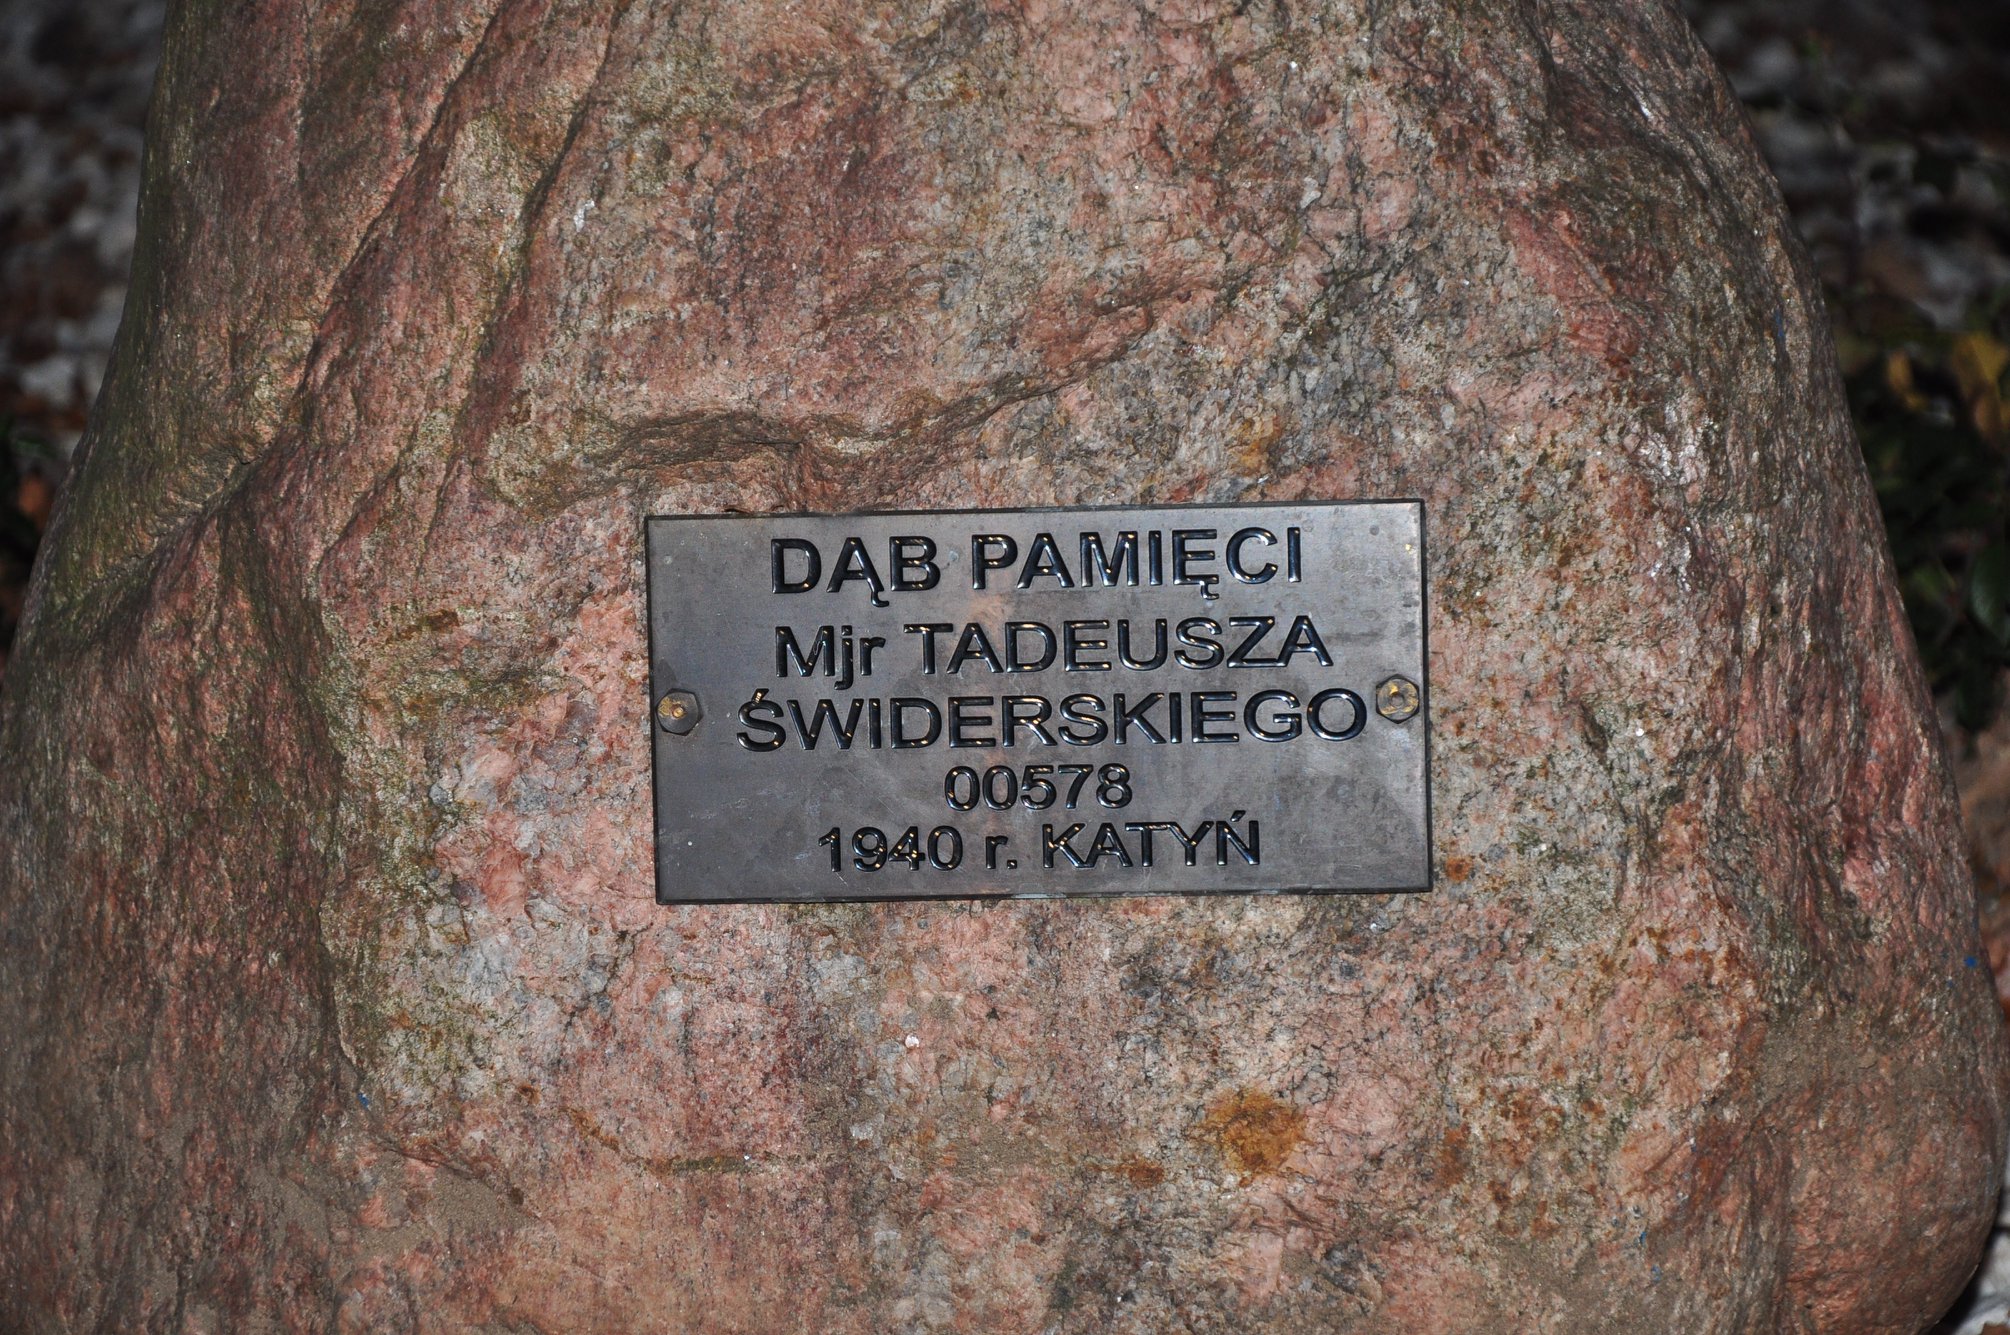 DĄB PAMIĘCI
Mjr TADEUSZA
ŚWIDERSKIEGO
00578
1940 r. KATYŃ